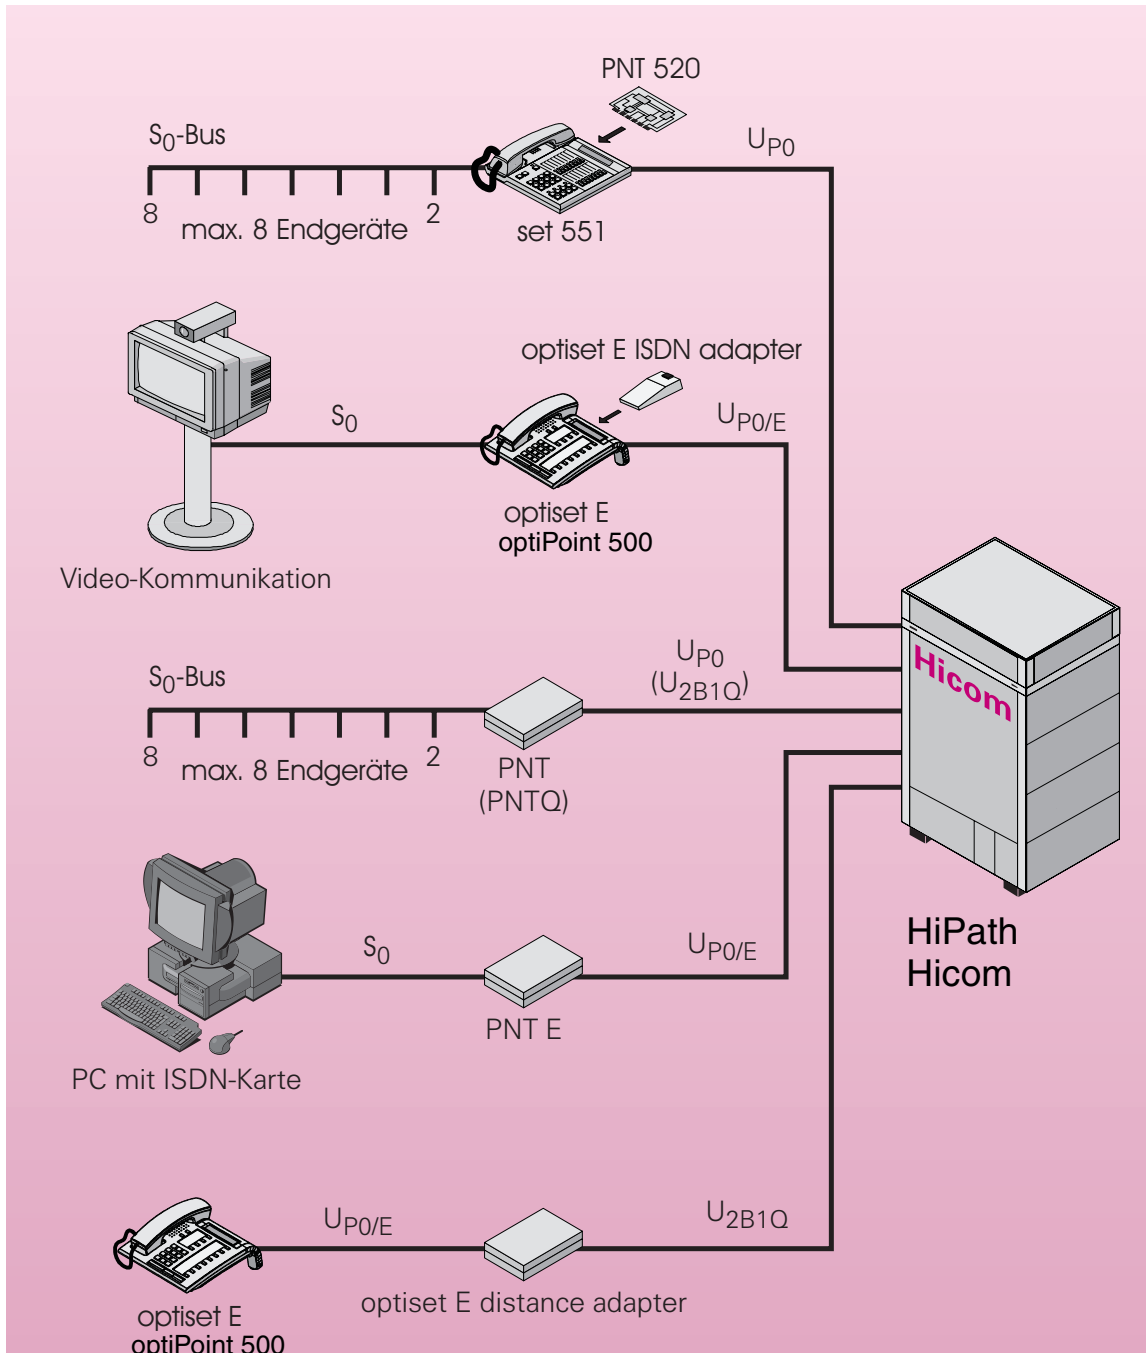 PNT 520
S0-Bus
UP0
8
2
max. 8 Endgeräte
set 551
optiset E ISDN adapter
S0
UP0/E
optiset E
optiPoint 500
Video-Kommunikation
UP0
(U2B1Q)
S0-Bus
8
2
max. 8 Endgeräte
PNT
(PNTQ)
Hicom
HiPath
Hicom
S0
UP0/E
PNT E
PC mit ISDN-Karte
UP0/E
U2B1Q
optiset E distance adapter
optiset E
optiPoint 500